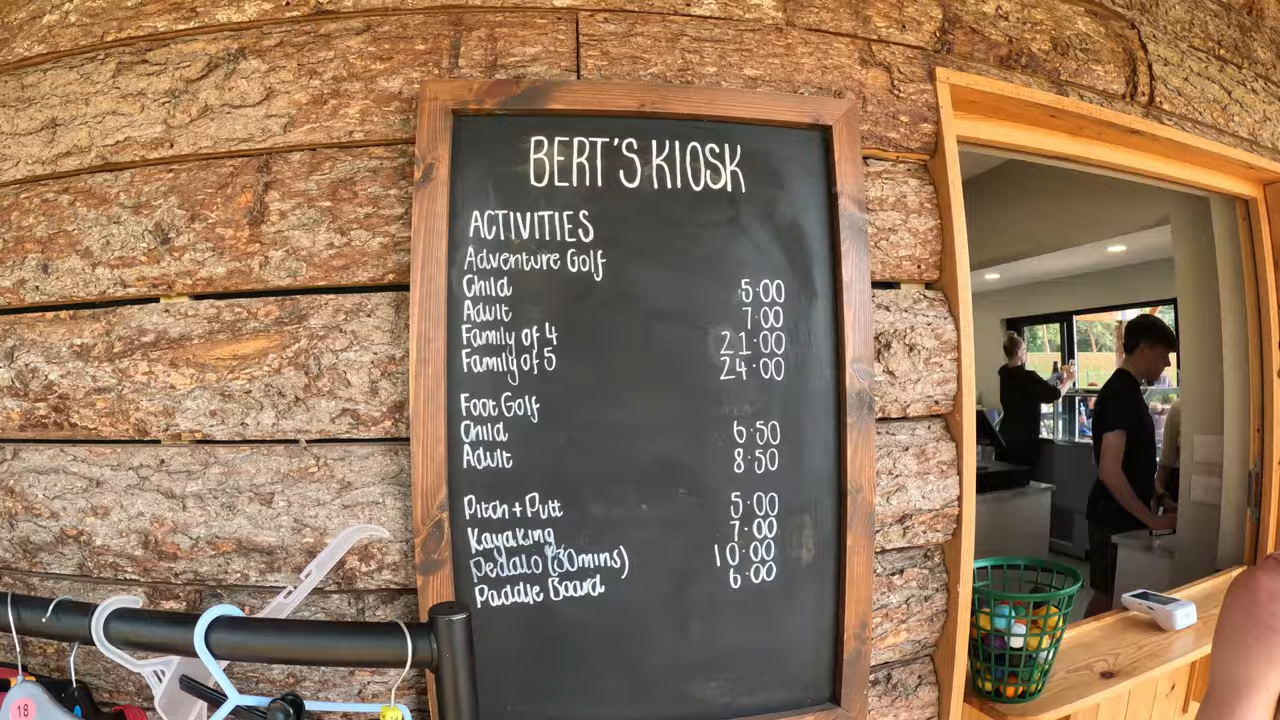 BERT'S KIOSK
ACTIVITIES
Adventure Golf
Child 5.00
Adult 7.00
Family of 4 21.00
Family of 5 24.00
Foot Golf
Child 6.50
Adult 8.50
Pitch + Putt 5.00
Kayaking 7.00
Pedalo (30mins) 10.00
Paddle Board 6.00
18